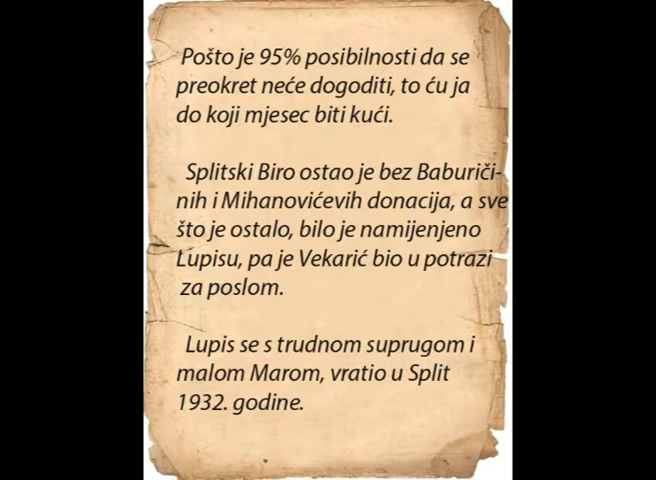 Pošto je 95% posibilnosti da se
preokret neće dogoditi, to ću ja
do koji mjesec biti kući.
Splitski Biro ostao je bez Baburiči-
nih i Mihanovićevih donacija, a sve
što je ostalo, bilo je namijenjeno
Lupisu, pa je Vekarić bio u potrazi
za poslom.
Lupis se s trudnom suprugom i
malom Marom, vratio u Split
1932. godine.